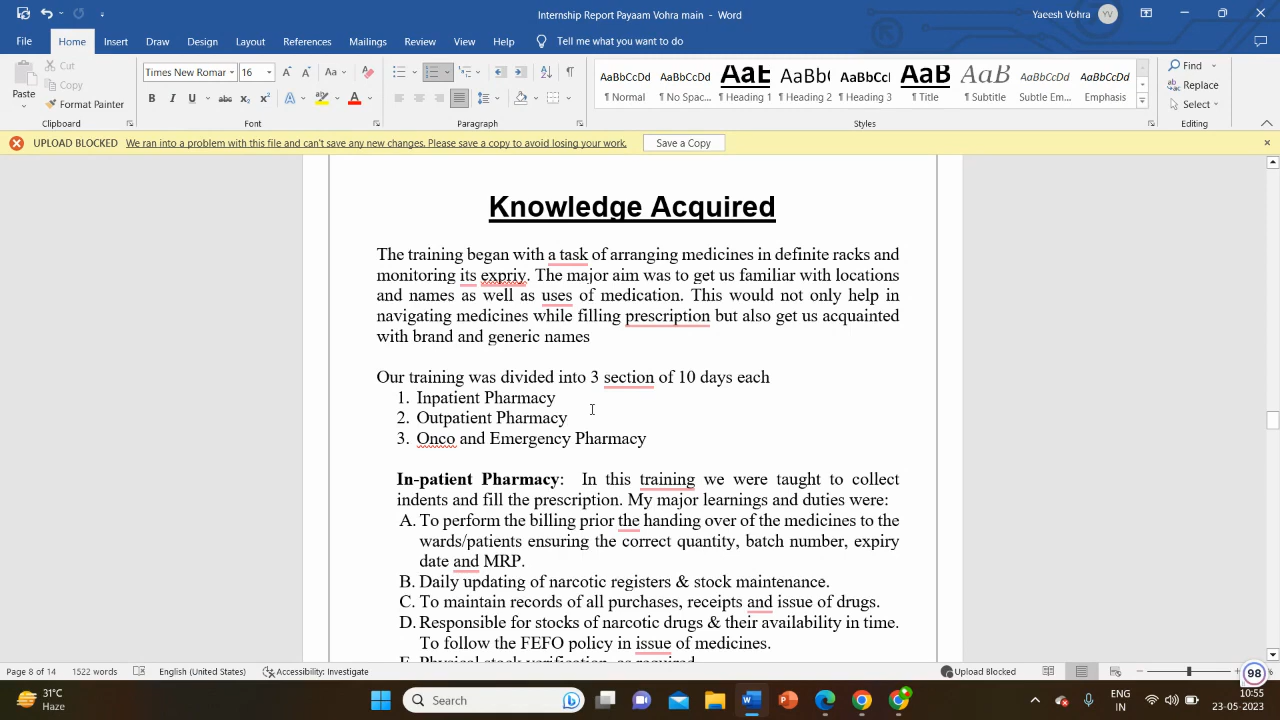 Internship Report Payaam Vohra main - Word
Yaeesh Vohra YV
File Home Insert Draw Design Layout References Mailings Review View Help Tell me what you want to do
Paste
Cut
Copy
Format Painter
Clipboard
Times New Romar 16
Font
Paragraph
AaBbCcDd AaBbCcDd AaBbC AaBbC AaBbCc AaBbC AaB AaBbCcDd AaBbCcDd
¶ Normal ¶ No Spac... ¶ Heading 1 ¶ Heading 2 ¶ Heading 3 ¶ Title ¶ Subtitle Subtle Em... Emphasis
Styles
Find
Replace
Select
Editing
UPLOAD BLOCKED We ran into a problem with this file and can't save any new changes. Please save a copy to avoid losing your work. Save a Copy
Knowledge Acquired
The training began with a task of arranging medicines in definite racks and
monitoring its expriy. The major aim was to get us familiar with locations
and names as well as uses of medication. This would not only help in
navigating medicines while filling prescription but also get us acquainted
with brand and generic names
Our training was divided into 3 section of 10 days each
1. Inpatient Pharmacy
2. Outpatient Pharmacy
3. Onco and Emergency Pharmacy
In-patient Pharmacy: In this training we were taught to collect
indents and fill the prescription. My major learnings and duties were:
A. To perform the billing prior the handing over of the medicines to the
wards/patients ensuring the correct quantity, batch number, expiry
date and MRP.
B. Daily updating of narcotic registers & stock maintenance.
C. To maintain records of all purchases, receipts and issue of drugs.
D. Responsible for stocks of narcotic drugs & their availability in time.
To follow the FEFO policy in issue of medicines.
E. Physical stock verification, as required
Page 8 of 14 1522 words English (United States) Accessibility: Investigate Upload Blocked 98
31°C
Haze
Search
ENG
IN
10:55
23-05-2023